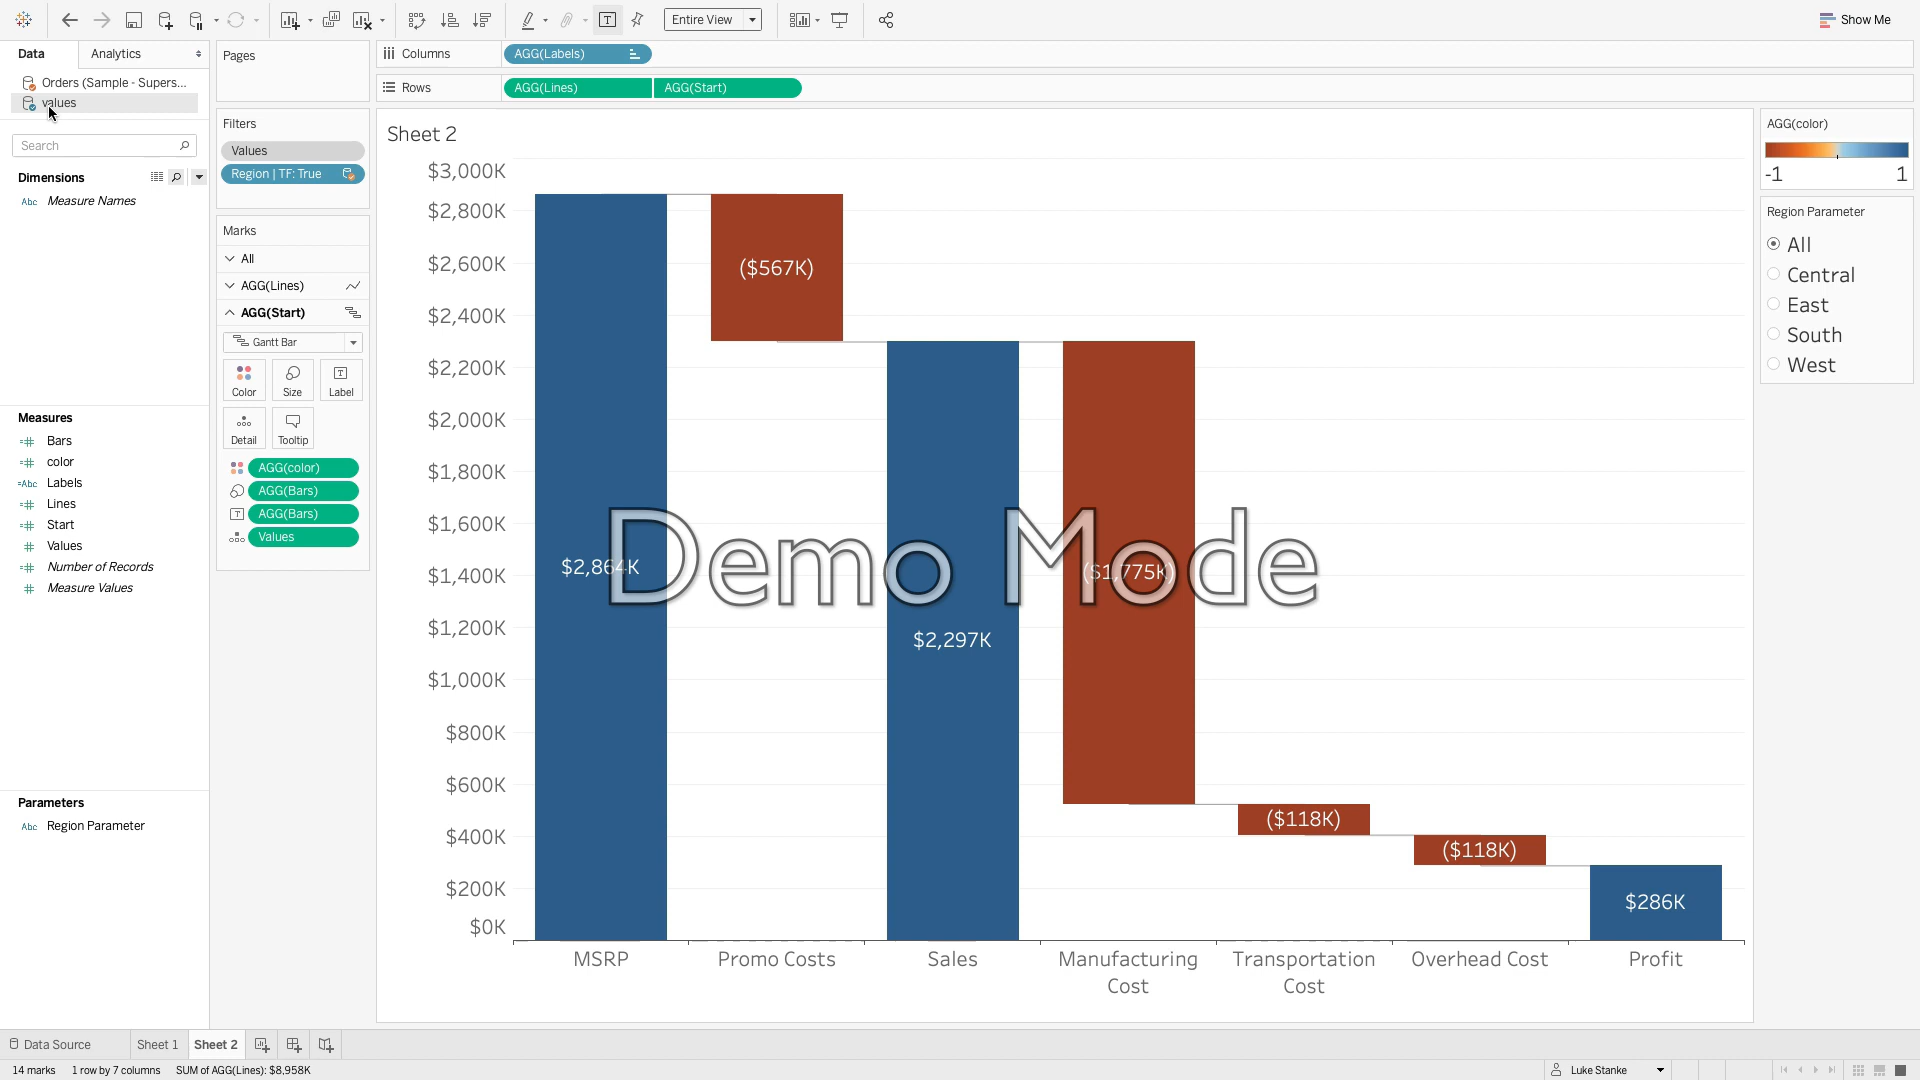 Entire View
Show Me
Data
Analytics
Pages
Columns
AGG(Labels)
Orders (Sample - Supers...
values
Rows
AGG(Lines)
AGG(Start)
Search
Filters
Values
Region | TF: True
Dimensions
Abc Measure Names
Marks
All
AGG(Lines)
AGG(Start)
Gantt Bar
Color
Size
Label
Detail
Tooltip
AGG(color)
AGG(Bars)
AGG(Bars)
Values
Measures
Bars
color
=Abc Labels
Lines
Start
Values
Number of Records
Measure Values
Parameters
Abc Region Parameter
Sheet 2
$3,000K
$2,800K
$2,600K
$2,400K
$2,200K
$2,000K
$1,800K
$1,600K
$1,400K
$1,200K
$1,000K
$800K
$600K
$400K
$200K
$0K
$2,864K
($567K)
$2,297K
($1,775K)
($118K)
($118K)
$286K
Demo Mode
MSRP
Promo Costs
Sales
Manufacturing
Cost
Transportation
Cost
Overhead Cost
Profit
AGG(color)
-1
1
Region Parameter
All
Central
East
South
West
Data Source
Sheet 1
Sheet 2
14 marks
1 row by 7 columns
SUM of AGG(Lines): $8,958K
Luke Stanke